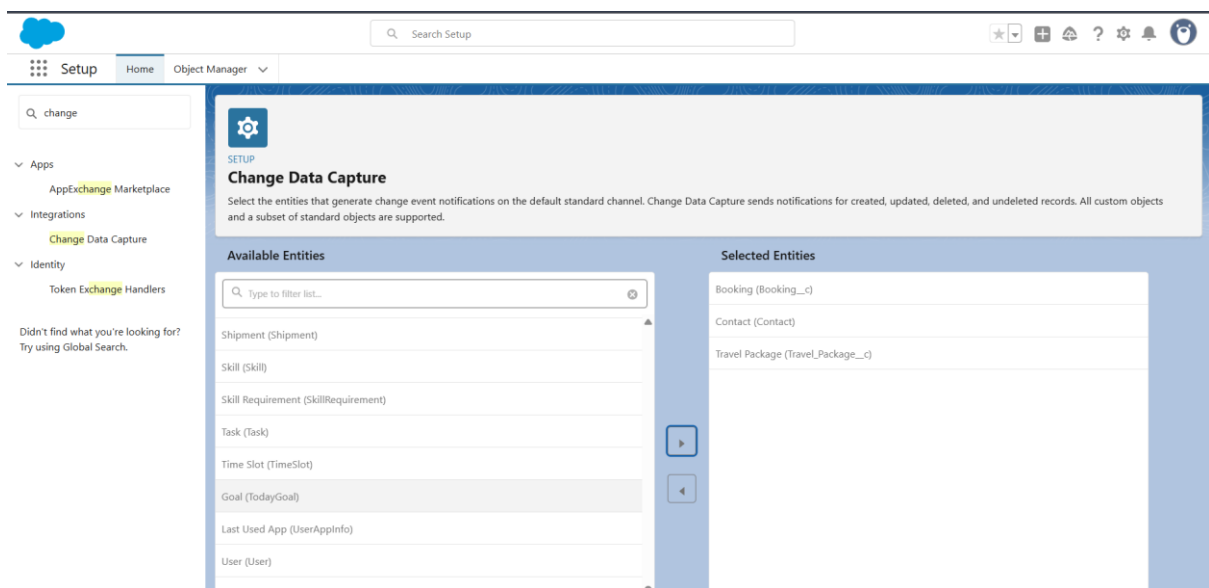 Search Setup
Setup
Home
Object Manager
change
Apps
AppExchange Marketplace
Integrations
Change Data Capture
Identity
Token Exchange Handlers
Didn't find what you're looking for?
Try using Global Search.
SETUP
Change Data Capture
Select the entities that generate change event notifications on the default standard channel. Change Data Capture sends notifications for created, updated, deleted, and undeleted records. All custom objects
and a subset of standard objects are supported.
Available Entities
Type to filter list...
Shipment (Shipment)
Skill (Skill)
Skill Requirement (SkillRequirement)
Task (Task)
Time Slot (TimeSlot)
Goal (TodayGoal)
Last Used App (UserAppInfo)
User (User)
Selected Entities
Booking (Booking__c)
Contact (Contact)
Travel Package (Travel_Package__c)